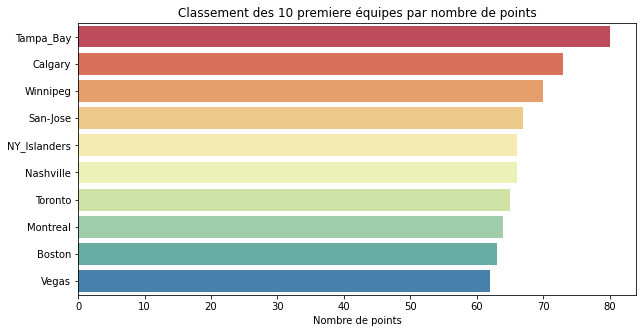 Classement des 10 premiere équipes par nombre de points
Tampa_Bay
Calgary
Winnipeg
San-Jose
NY_Islanders
Nashville
Toronto
Montreal
Boston
Vegas
0 10 20 30 40 50 60 70 80
Nombre de points